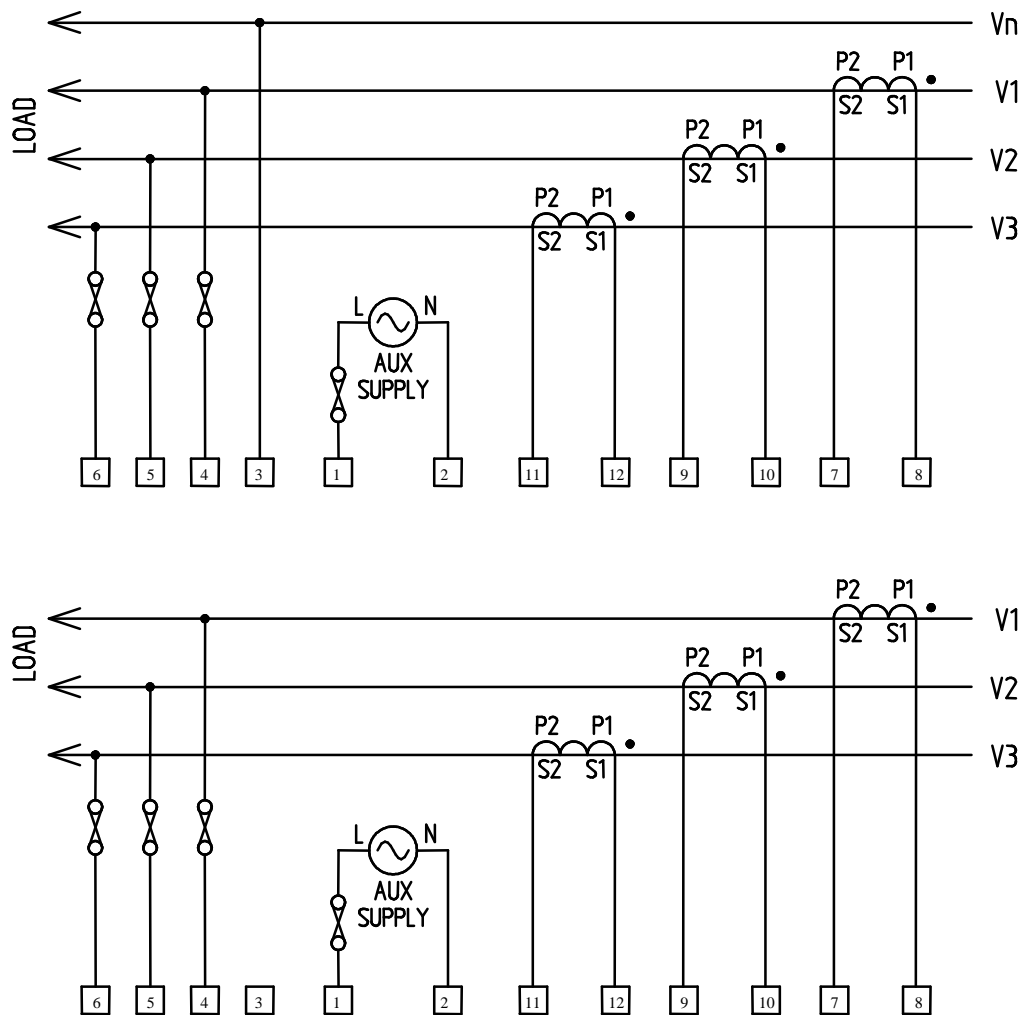 Vn
P2 P1
LOAD
S2 S1
V1
P2 P1
S2 S1
V2
P2 P1
S2 S1
V3
L N
AUX
SUPPLY
6 5 4 3 1 2 11 12 9 10 7 8
P2 P1
LOAD
S2 S1
V1
P2 P1
S2 S1
V2
P2 P1
S2 S1
V3
L N
AUX
SUPPLY
6 5 4 3 1 2 11 12 9 10 7 8